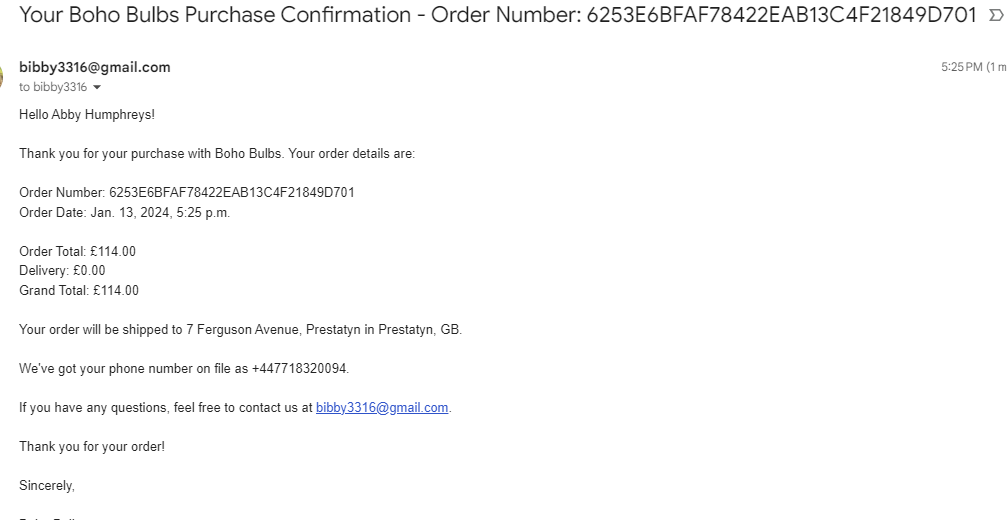 Your Boho Bulbs Purchase Confirmation - Order Number: 6253E6BFAF78422EAB13C4F21849D701
bibby3316@gmail.com
5:25 PM (1 m
to bibby3316
Hello Abby Humphreys!
Thank you for your purchase with Boho Bulbs. Your order details are:
Order Number: 6253E6BFAF78422EAB13C4F21849D701
Order Date: Jan. 13, 2024, 5:25 p.m.
Order Total: £114.00
Delivery: £0.00
Grand Total: £114.00
Your order will be shipped to 7 Ferguson Avenue, Prestatyn in Prestatyn, GB.
We've got your phone number on file as +447718320094.
If you have any questions, feel free to contact us at bibby3316@gmail.com.
Thank you for your order!
Sincerely,